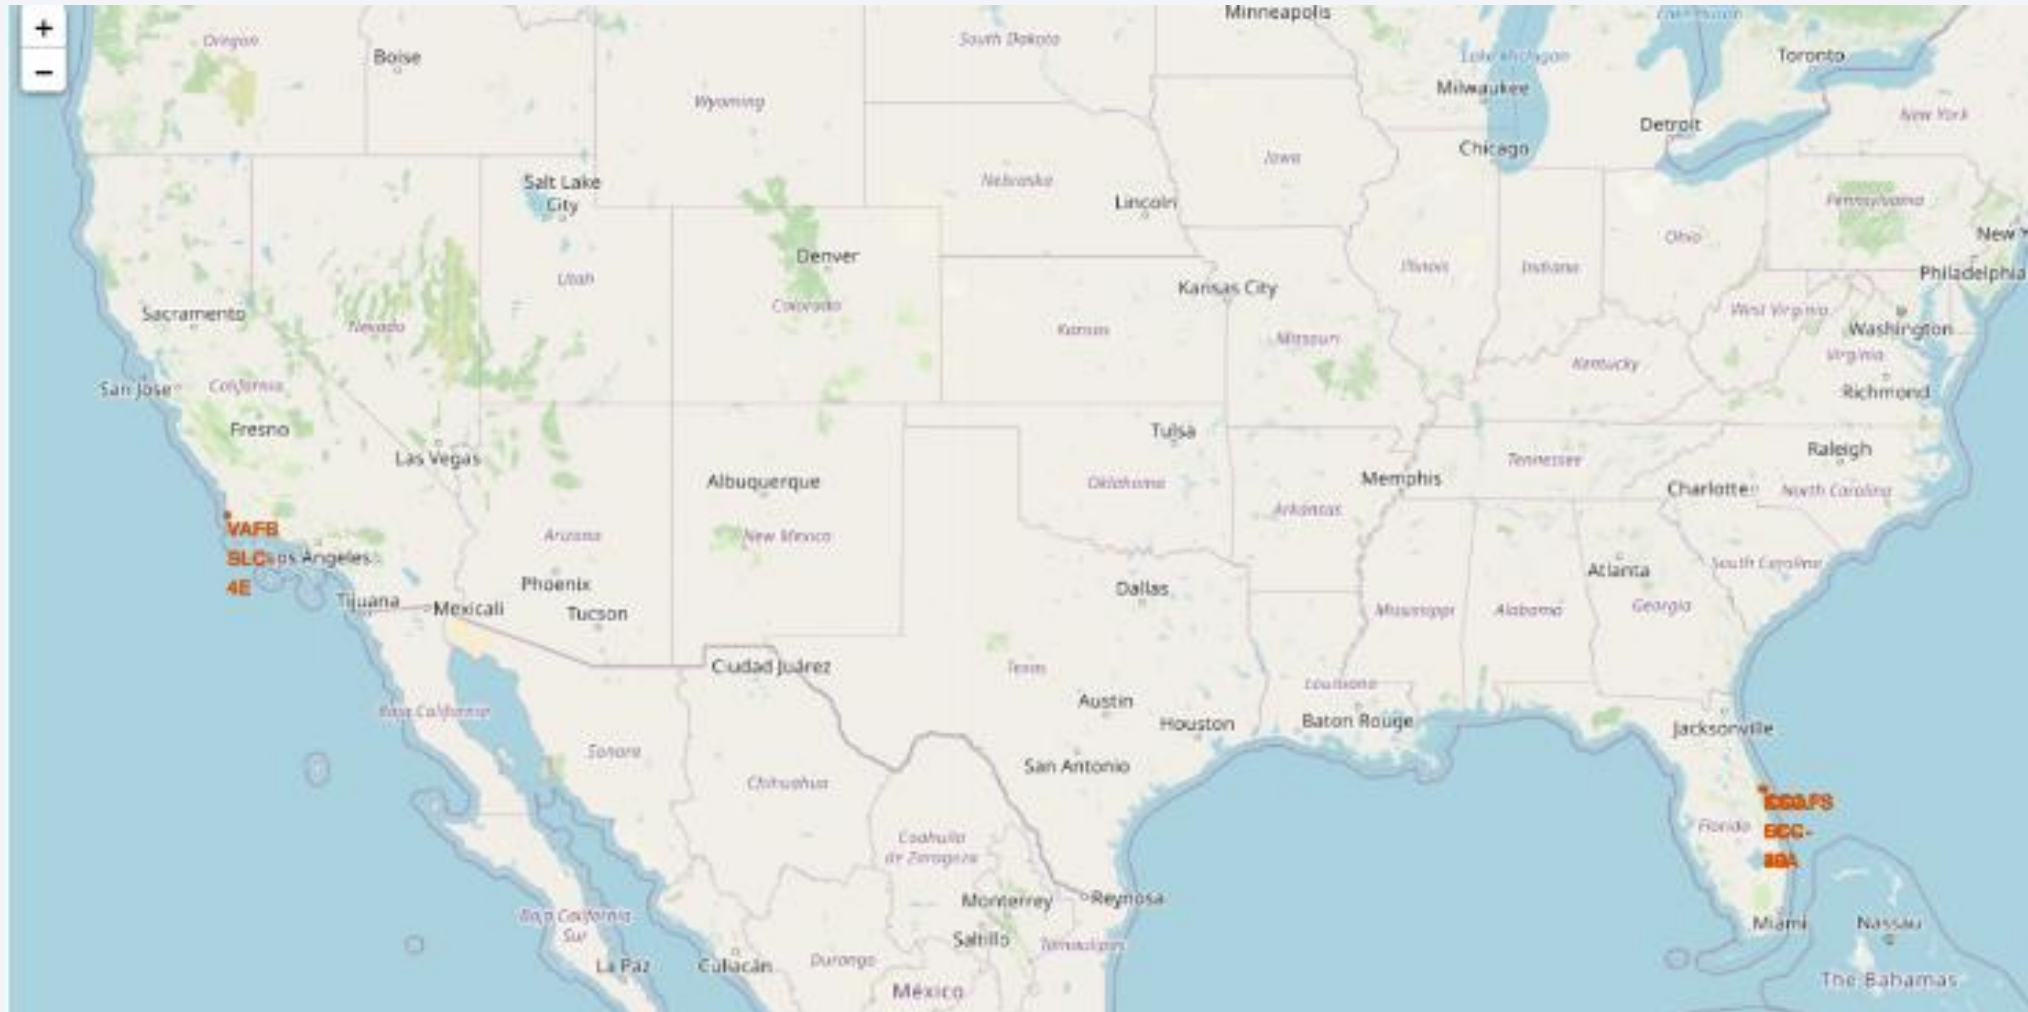 +
−
Minneapolis
Oregon
Boise
South Dakota
Lake Michigan
Toronto
Wyoming
Milwaukee
New York
Detroit
Chicago
Iowa
Salt Lake
City
Nebraska
Lincoln
Pennsylvania
Ohio
New Y
Denver
Utah
Illinois
Indiana
Philadelphia
Kansas City
Colorado
Sacramento
Nevada
Kansas
Missouri
West Virginia
Washington
Virginia
Kentucky
San Jose
California
Richmond
Fresno
Tulsa
Las Vegas
Raleigh
Tennessee
Albuquerque
Oklahoma
Memphis
Charlotte
North Carolina
Arkansas
VAFB
SLC-
4E
Los Angeles
Arizona
New Mexico
Atlanta
South Carolina
Phoenix
Dallas
Tijuana
Mexicali
Tucson
Mississippi
Alabama
Georgia
Ciudad Juárez
Texas
Louisiana
Baja California
Austin
Houston
Baton Rouge
Jacksonville
Sonora
San Antonio
Chihuahua
Florida
Coahuila
de Zaragoza
Monterrey
Reynosa
Baja California
Sur
Saltillo
Tamaulipas
Miami
Nassau
La Paz
Culiacán
Durango
México
The Bahamas